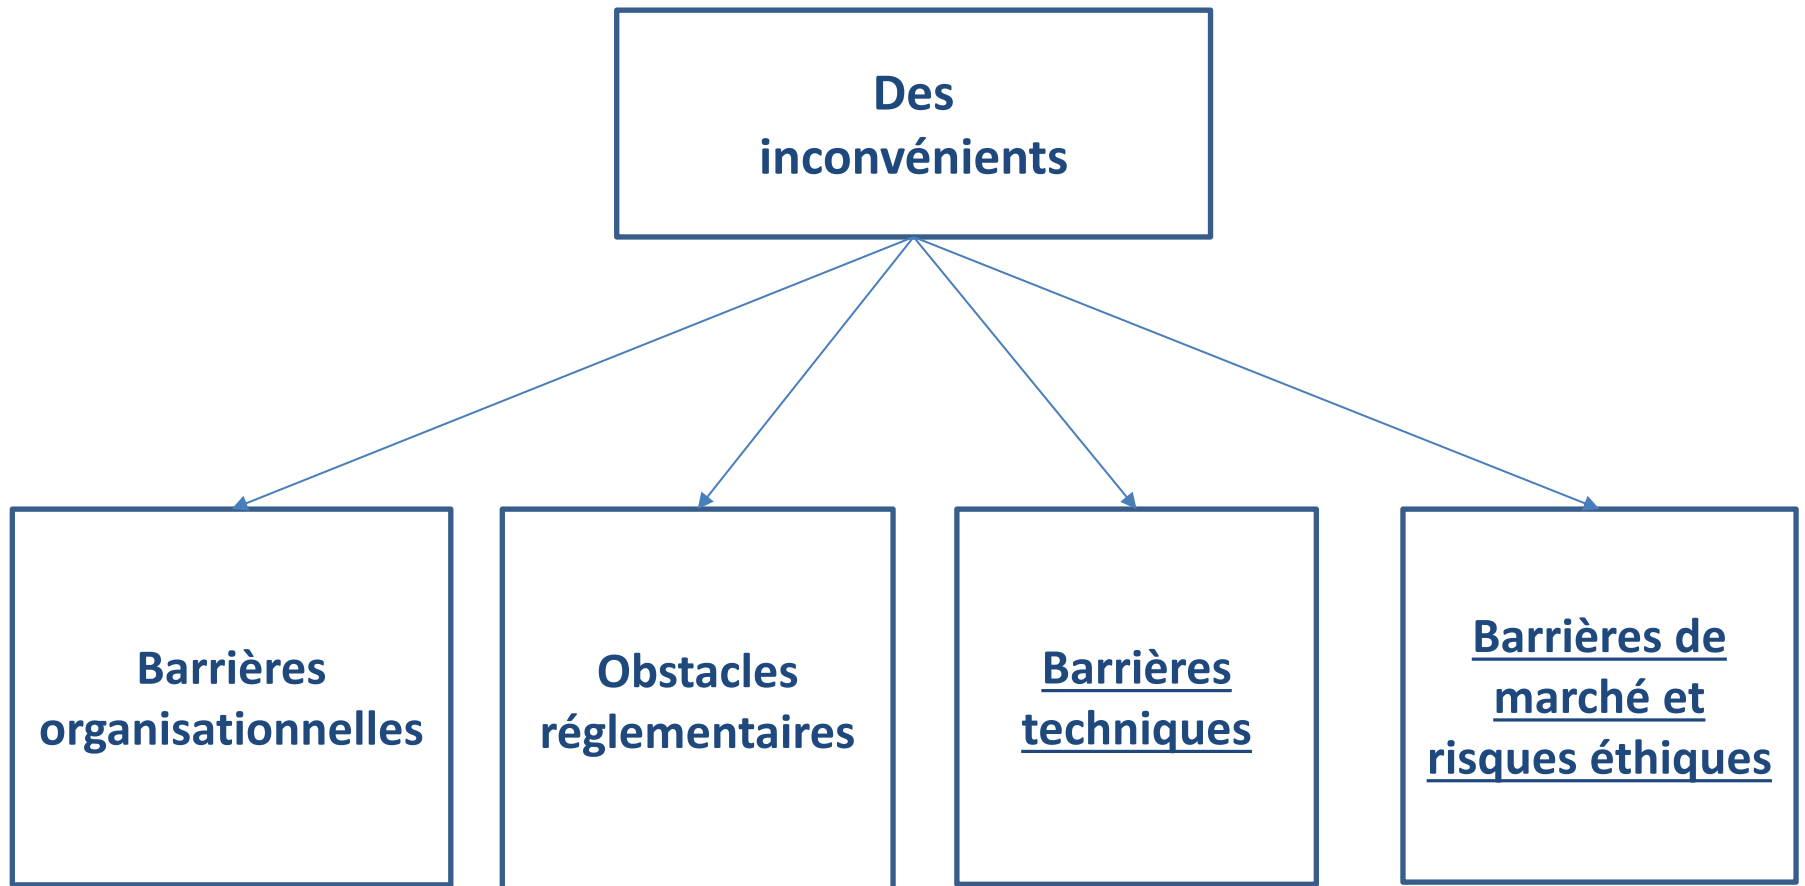 Des
inconvénients
Barrières
organisationnelles
Obstacles
réglementaires
Barrières
techniques
Barrières de
marché et
risques éthiques